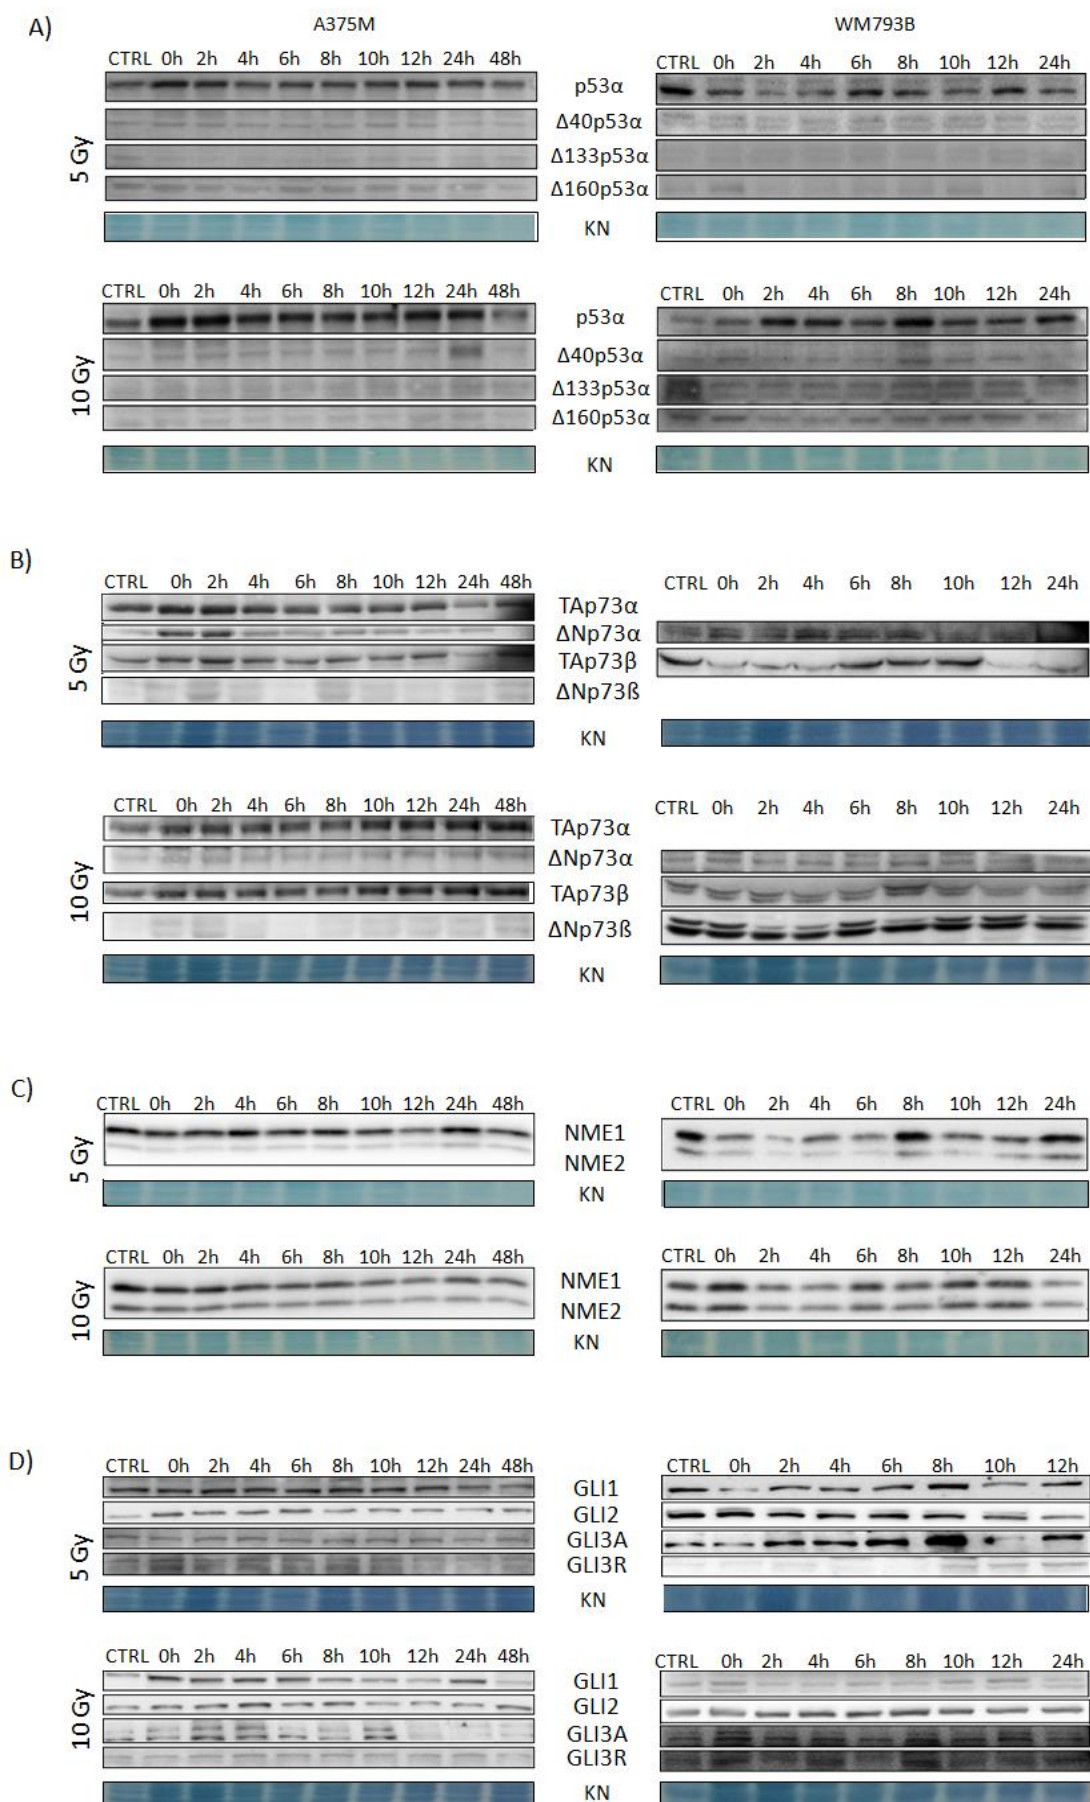 A)
A375M
WM793B
CTRL 0h 2h 4h 6h 8h 10h 12h 24h 48h
CTRL 0h 2h 4h 6h 8h 10h 12h 24h
5 Gy
p53α
Δ40p53α
Δ133p53α
Δ160p53α
KN
CTRL 0h 2h 4h 6h 8h 10h 12h 24h 48h
CTRL 0h 2h 4h 6h 8h 10h 12h 24h
10 Gy
p53α
Δ40p53α
Δ133p53α
Δ160p53α
KN
B)
CTRL 0h 2h 4h 6h 8h 10h 12h 24h 48h
CTRL 0h 2h 4h 6h 8h 10h 12h 24h
5 Gy
TAp73α
ΔNp73α
TAp73β
ΔNp73ß
KN
CTRL 0h 2h 4h 6h 8h 10h 12h 24h 48h
CTRL 0h 2h 4h 6h 8h 10h 12h 24h
10 Gy
TAp73α
ΔNp73α
TAp73β
ΔNp73ß
KN
C)
CTRL 0h 2h 4h 6h 8h 10h 12h 24h 48h
CTRL 0h 2h 4h 6h 8h 10h 12h 24h
5 Gy
NME1
NME2
KN
CTRL 0h 2h 4h 6h 8h 10h 12h 24h 48h
CTRL 0h 2h 4h 6h 8h 10h 12h 24h
10 Gy
NME1
NME2
KN
D)
CTRL 0h 2h 4h 6h 8h 10h 12h 24h 48h
CTRL 0h 2h 4h 6h 8h 10h 12h
5 Gy
GLI1
GLI2
GLI3A
GLI3R
KN
CTRL 0h 2h 4h 6h 8h 10h 12h 24h 48h
CTRL 0h 2h 4h 6h 8h 10h 12h 24h
10 Gy
GLI1
GLI2
GLI3A
GLI3R
KN